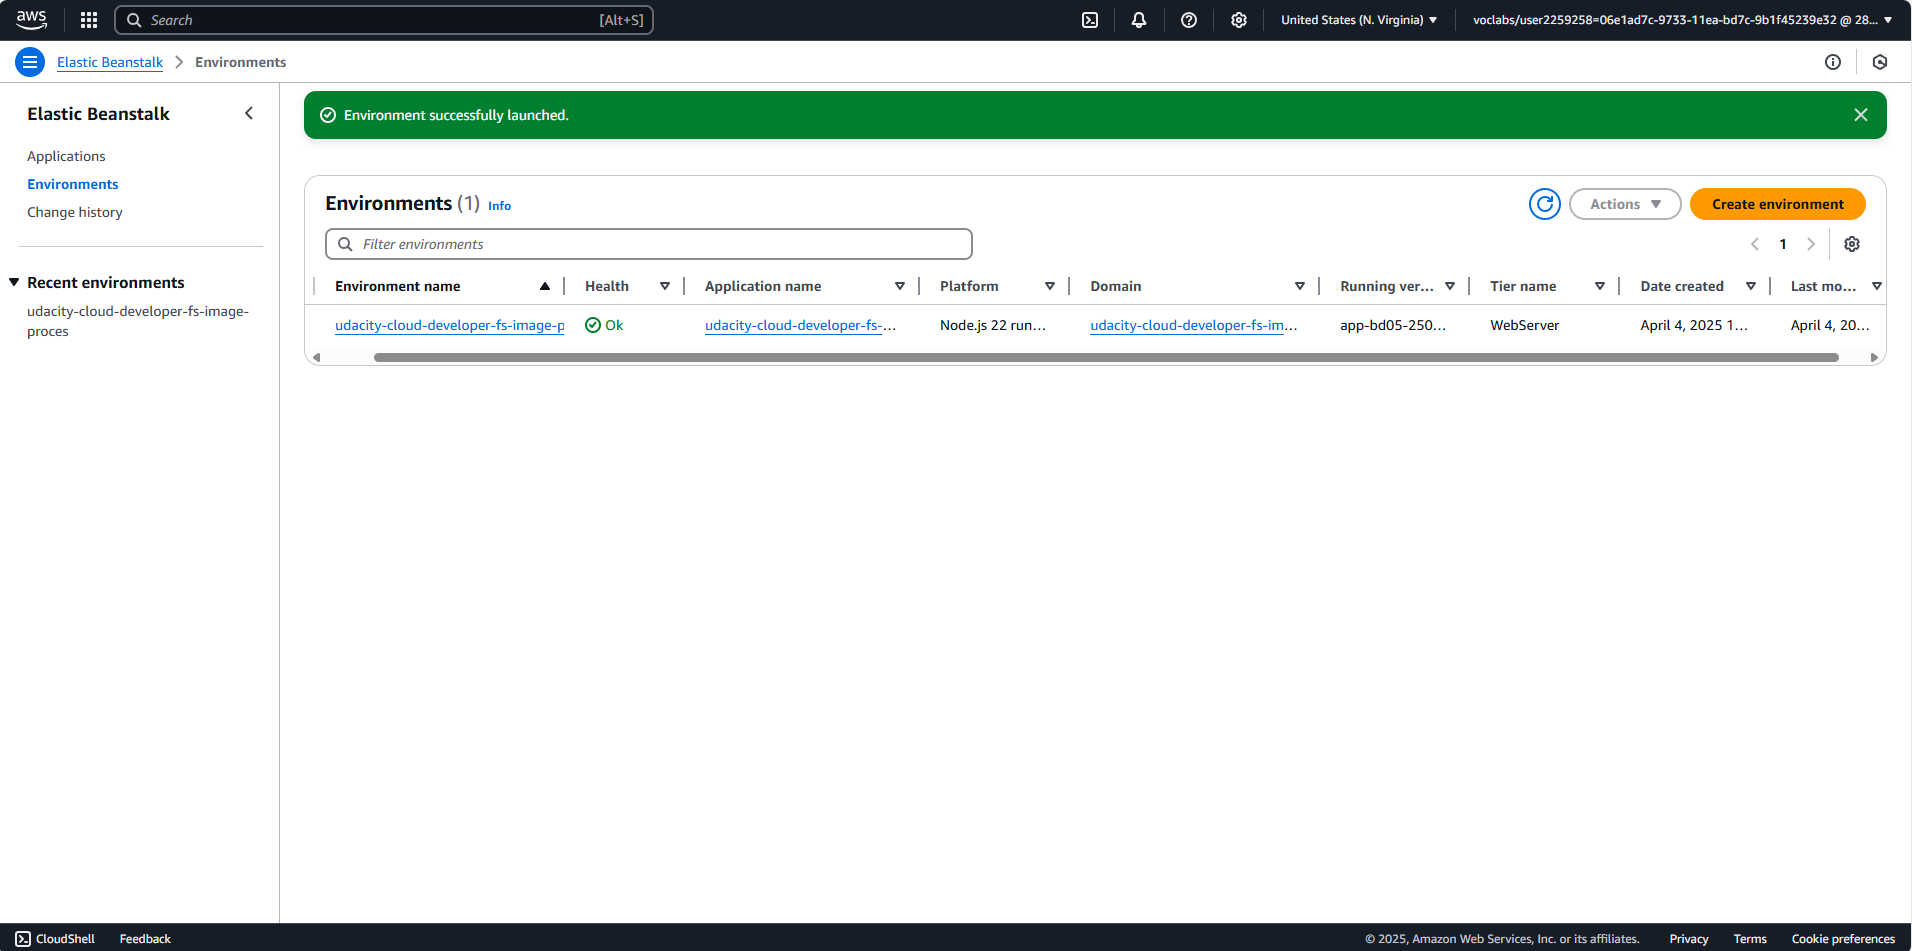 aws
Search [Alt+S]
United States (N. Virginia)
voclabs/user2259258=06e1ad7c-9733-11ea-bd7c-9b1f45239e32 @ 28...
Elastic Beanstalk > Environments
Elastic Beanstalk
Applications
Environments
Change history
Recent environments
udacity-cloud-developer-fs-image-
proces
Environment successfully launched.
Environments (1) Info
Actions
Create environment
Filter environments
1
Environment name Health Application name Platform Domain Running ver... Tier name Date created Last mo...
udacity-cloud-developer-fs-image-p Ok udacity-cloud-developer-fs-... Node.js 22 run... udacity-cloud-developer-fs-im... app-bd05-250... WebServer April 4, 2025 1... April 4, 20...
CloudShell Feedback © 2025, Amazon Web Services, Inc. or its affiliates. Privacy Terms Cookie preferences